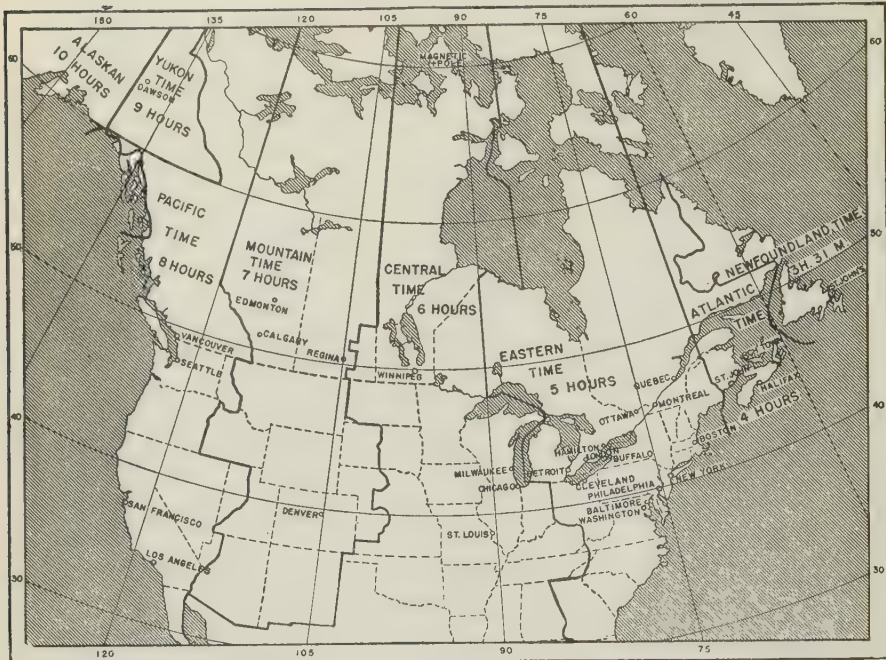 150
135
120
105
90
75
60
45
60
50
40
30
60
50
40
30
120
105
90
75
ALASKAN
10 HOURS
YUKON
TIME
DAWSON
9 HOURS
MAGNETIC
POLE
PACIFIC
TIME
8 HOURS
MOUNTAIN
TIME
7 HOURS
EDMONTON
CALGARY
REGINA
VANCOUVER
SEATTLE
CENTRAL
TIME
6 HOURS
WINNIPEG
EASTERN
TIME
5 HOURS
NEWFOUNDLAND TIME
3H. 31 M
ST. JOHN'S
ATLANTIC
TIME
4 HOURS
QUEBEC
MONTREAL
OTTAWA
ST. JOHN
HALIFAX
BOSTON
HAMILTON
LONDON
BUFFALO
MILWAUKEE
DETROIT
CHICAGO
CLEVELAND
PHILADELPHIA
NEW YORK
BALTIMORE
WASHINGTON
ST. LOUIS
DENVER
SAN FRANCISCO
LOS ANGELES